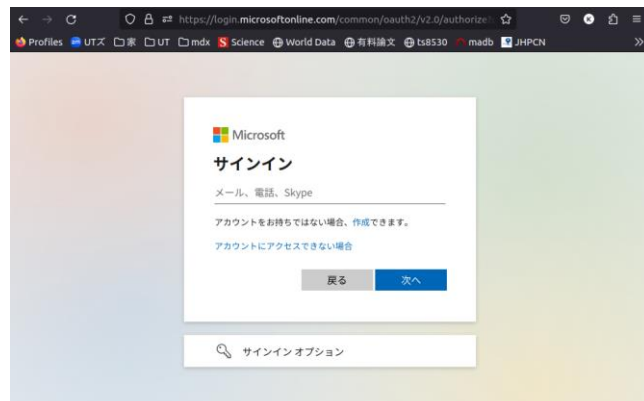 https://login.microsoftonline.com/common/oauth2/v2.0/authorize?
Profiles UTズ 家 UT mdx Science World Data 有料論文 ts8530 madb JHPCN
Microsoft
サインイン
メール、電話、Skype
アカウントをお持ちではない場合、作成できます。
アカウントにアクセスできない場合
戻る 次へ
サインイン オプション